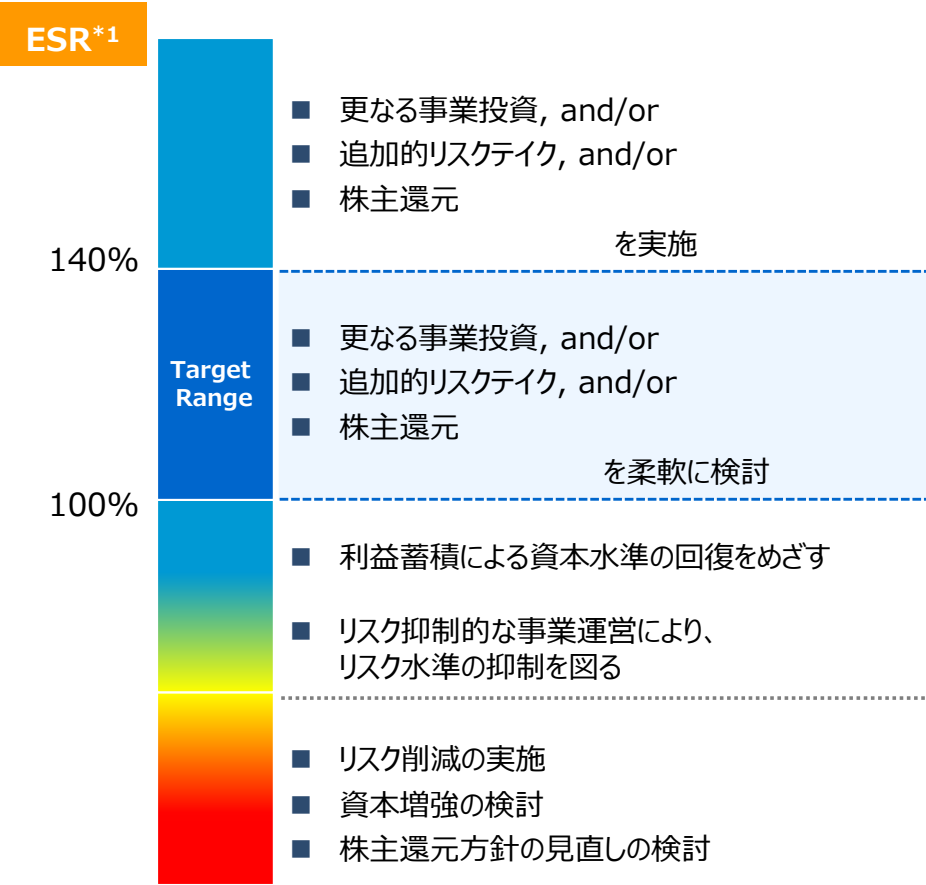 ESR*1
■ 更なる事業投資, and/or
■ 追加的リスクテイク, and/or
■ 株主還元
を実施
140%
Target
Range
■ 更なる事業投資, and/or
■ 追加的リスクテイク, and/or
■ 株主還元
を柔軟に検討
100%
■ 利益蓄積による資本水準の回復をめざす
■ リスク抑制的な事業運営により、
リスク水準の抑制を図る
■ リスク削減の実施
■ 資本増強の検討
■ 株主還元方針の見直しの検討